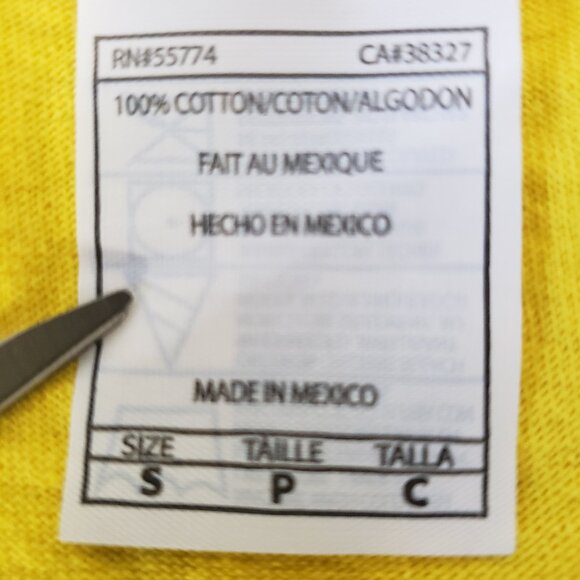 RN#55774 CA#38327
100% COTTON/COTON/ALGODON
FAIT AU MEXIQUE
HECHO EN MEXICO
MADE IN MEXICO
SIZE TAILLE TALLA
S P C